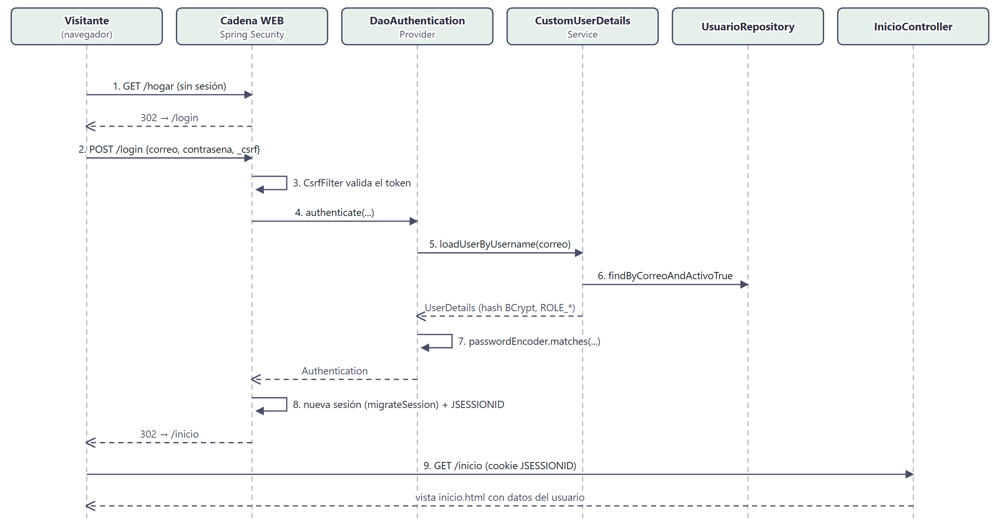 Visitante
(navegador)
Cadena WEB
Spring Security
DaoAuthentication
Provider
CustomUserDetails
Service
UsuarioRepository
InicioController
1. GET /hogar (sin sesión)
302 → /login
2. POST /login {correo, contrasena, _csrf}
3. CsrfFilter valida el token
4. authenticate(...)
5. loadUserByUsername(correo)
6. findByCorreoAndActivoTrue
UserDetails (hash BCrypt, ROLE_*)
7. passwordEncoder.matches(...)
Authentication
8. nueva sesión (migrateSession) + JSESSIONID
302 → /inicio
9. GET /inicio (cookie JSESSIONID)
vista inicio.html con datos del usuario